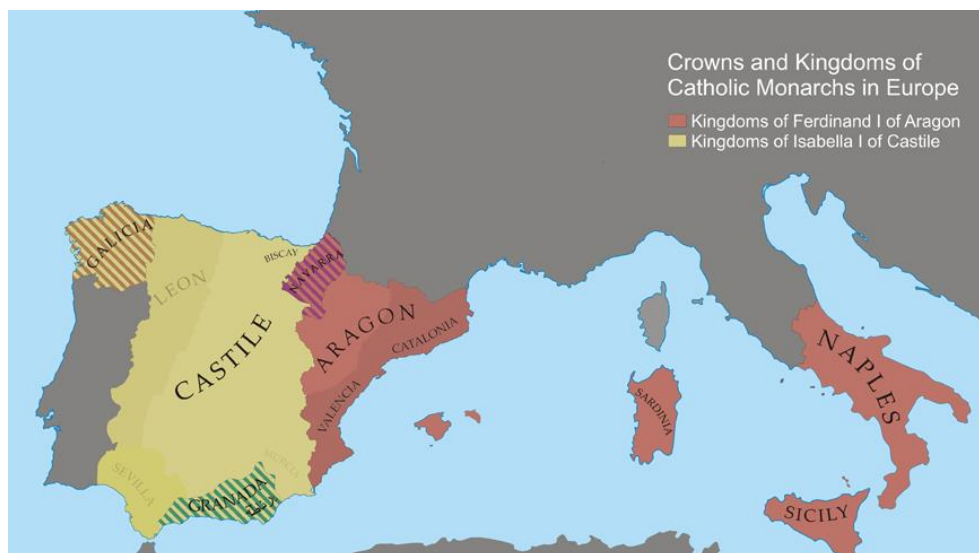 Crowns and Kingdoms of
Catholic Monarchs in Europe
Kingdoms of Ferdinand I of Aragon
Kingdoms of Isabella I of Castile
GALICIA
LEON
BISCAY
NAVARRA
CASTILE
ARAGON
CATALONIA
VALENCIA
SARDINIA
NAPLES
SEVILLA
MURCIA
GRANADA
SICILY